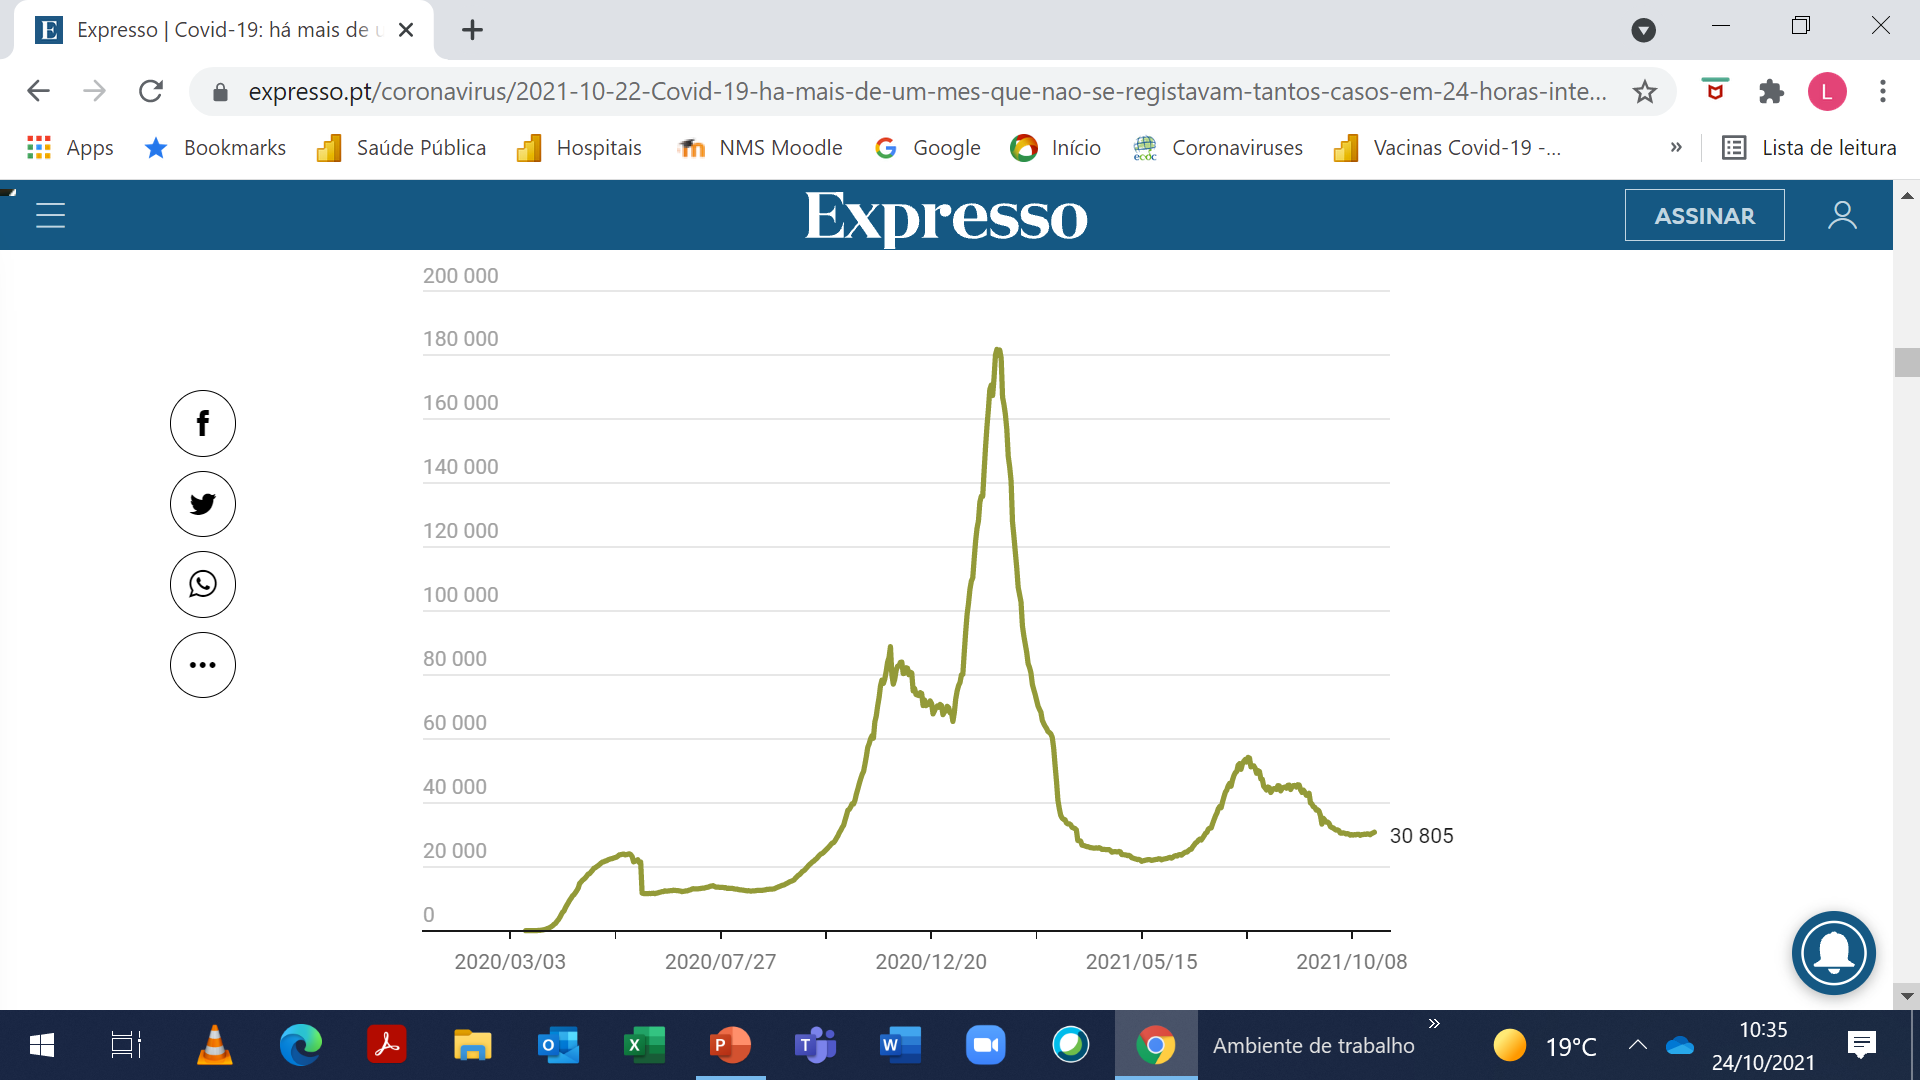 Expresso | Covid-19: há mais de u
expresso.pt/coronavirus/2021-10-22-Covid-19-ha-mais-de-um-mes-que-nao-se-registavam-tantos-casos-em-24-horas-inte...
L
Apps Bookmarks Saúde Pública Hospitais NMS Moodle Google Início Coronaviruses Vacinas Covid-19 -... » Lista de leitura
Expresso
ASSINAR
200 000
180 000
160 000
140 000
120 000
100 000
80 000
60 000
40 000
30 805
20 000
0
2020/03/03 2020/07/27 2020/12/20 2021/05/15 2021/10/08
Ambiente de trabalho » 19°C 10:35
24/10/2021